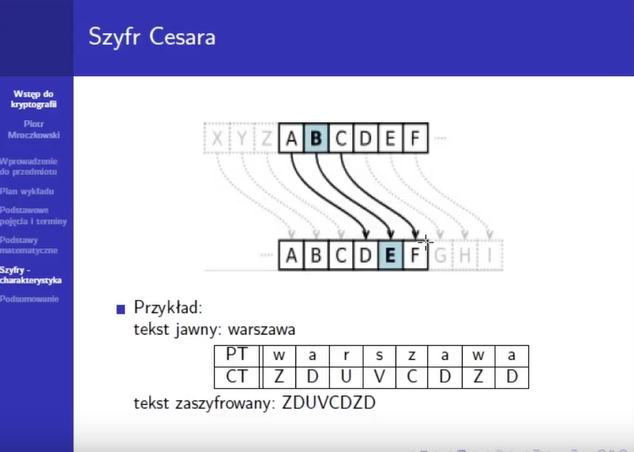 Szyfr Cesara
Wstęp do
kryptografii
Piotr
Mroczkowski
Wprowadzenie
do przedmiotu
Plan wykładu
Podstawowe
pojęcia i terminy
Podstawy
matematyczne
Szyfry -
charakterystyka
Podsumowanie
X Y Z A B C D E F
A B C D E F G H I
Przykład:
tekst jawny: warszawa
PT w a r s z a w a
CT Z D U V C D Z D
tekst zaszyfrowany: ZDUVCDZD